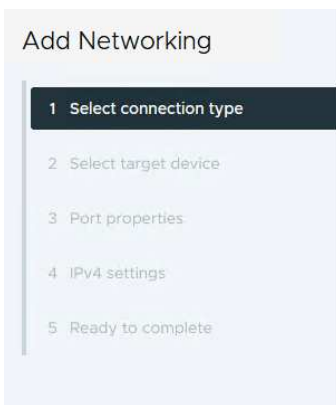 Add Networking
1 Select connection type
2 Select target device
3 Port properties
4 IPv4 settings
5 Ready to complete